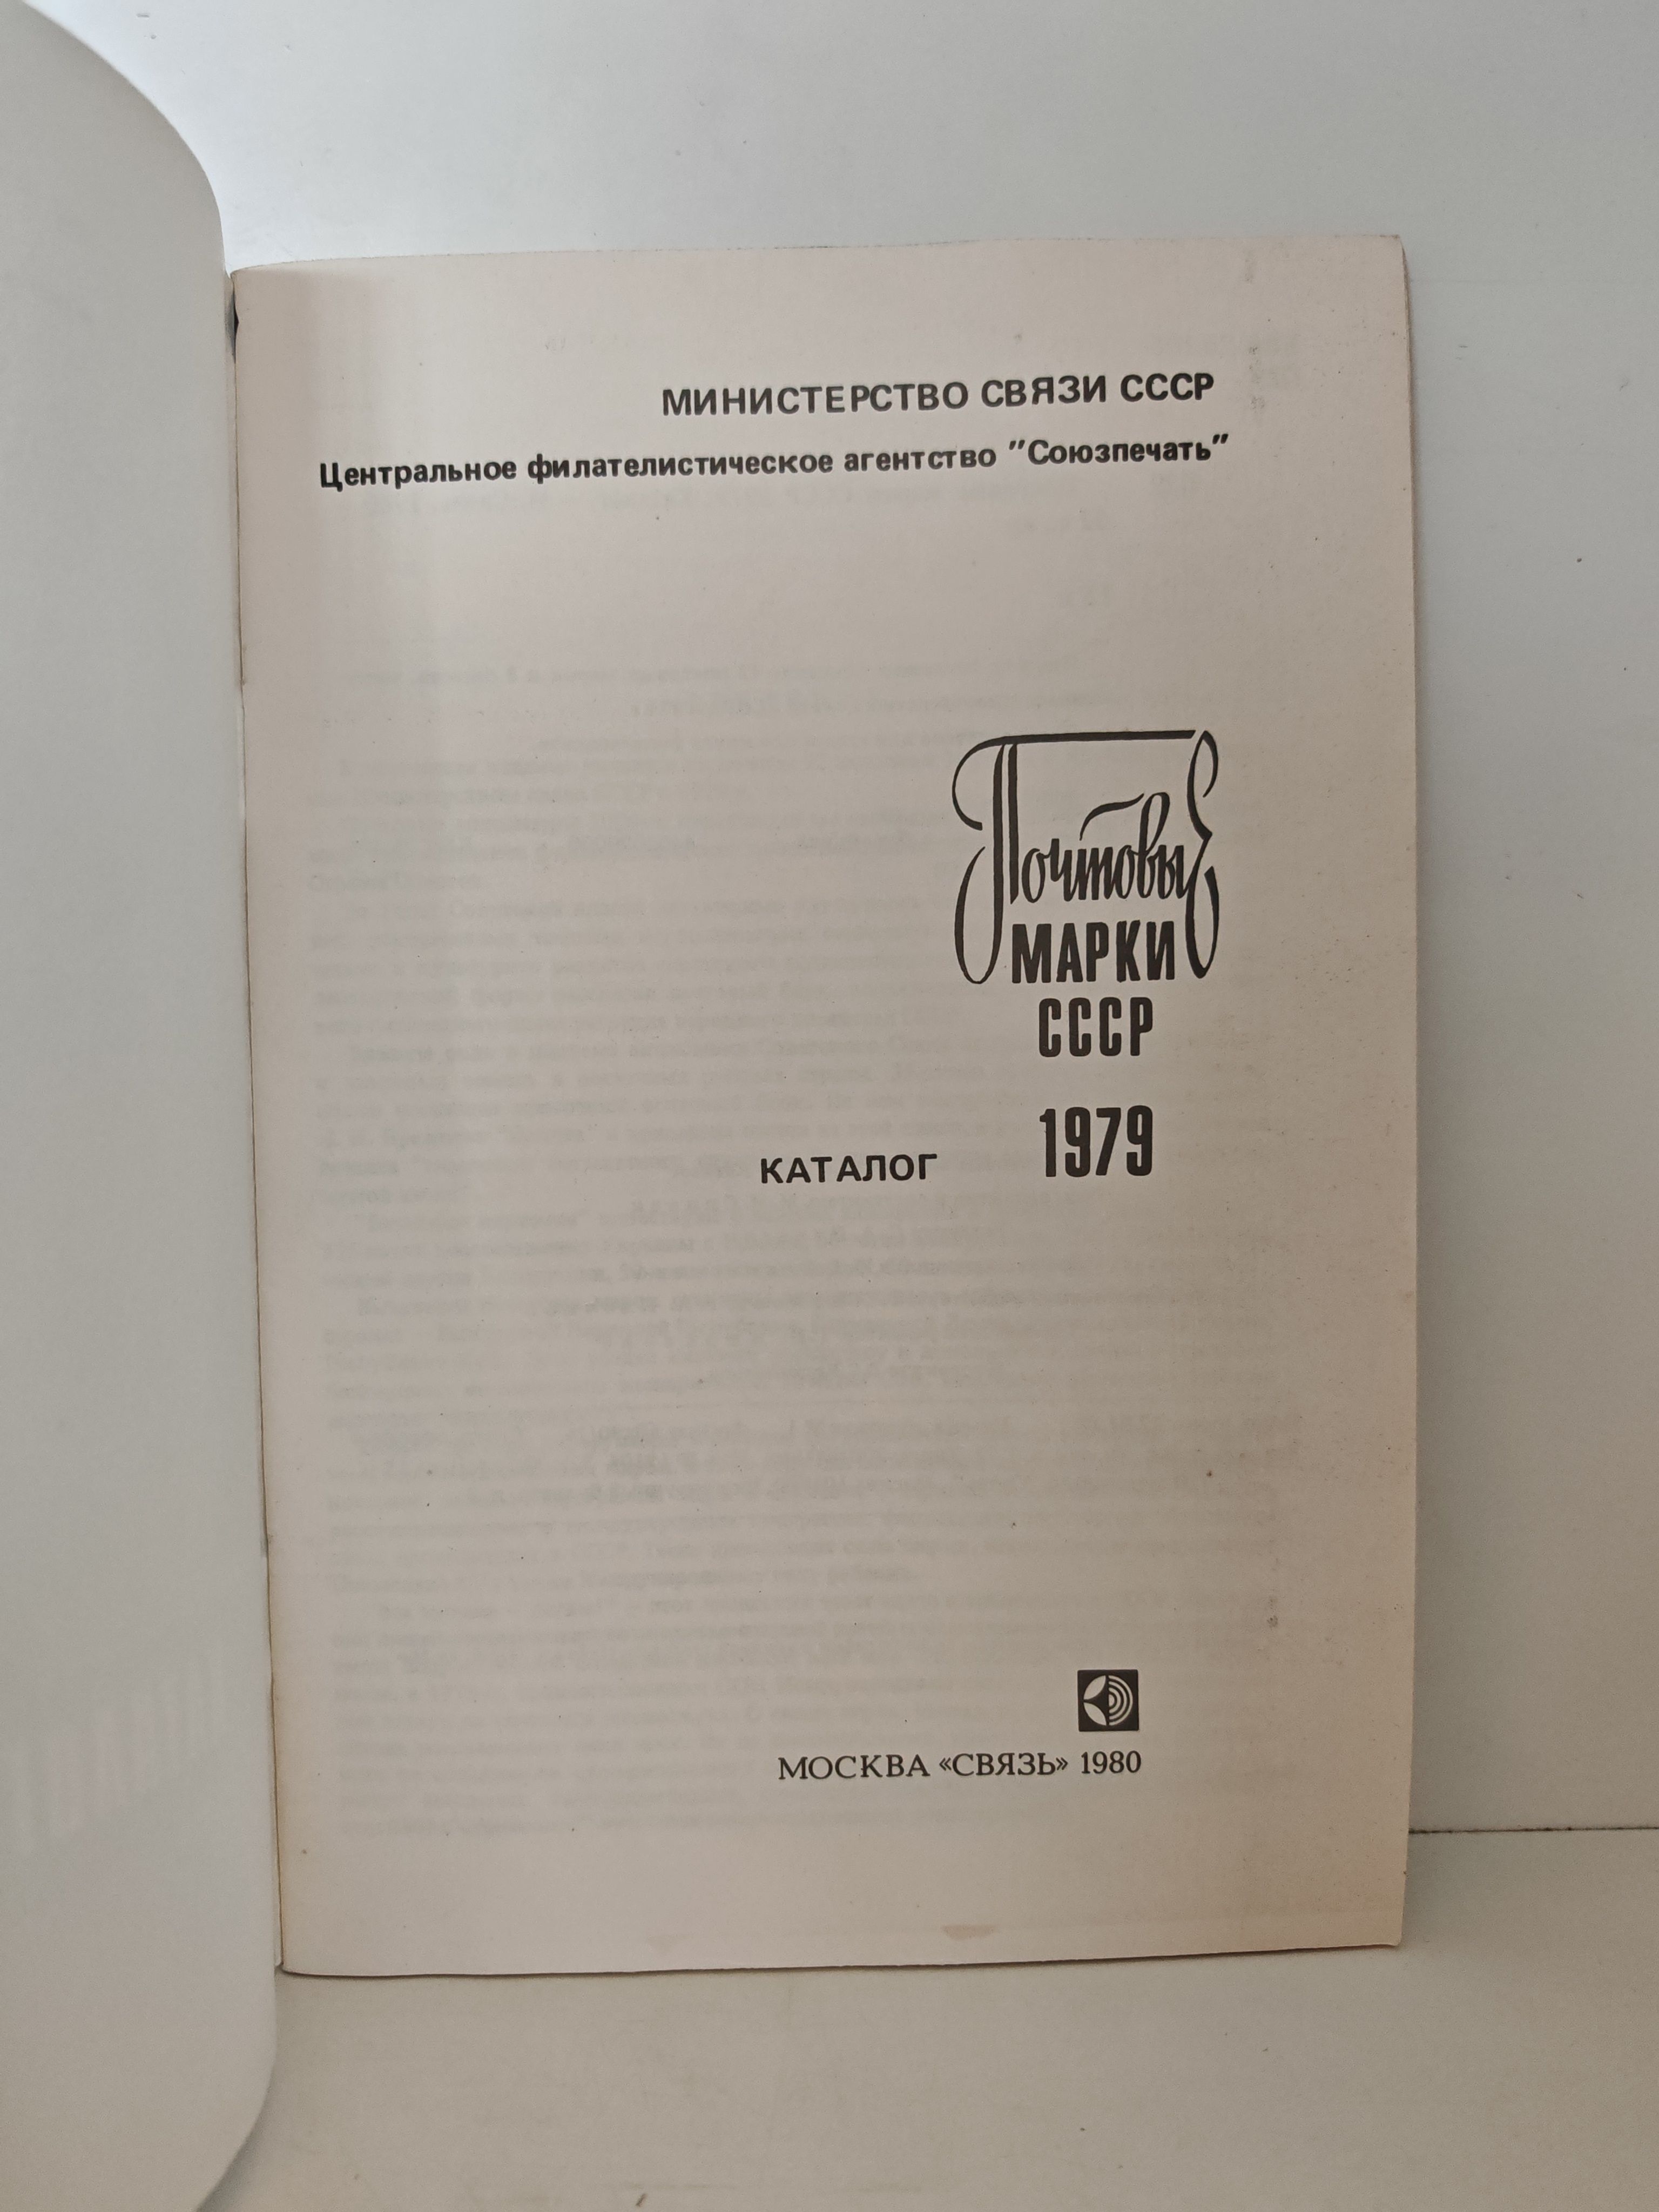 МИНИСТЕРСТВО СВЯЗИ СССР
Центральное филателистическое агентство "Союзпечать"
Почтовые
МАРКИ
СССР
1979
КАТАЛОГ
МОСКВА «СВЯЗЬ» 1980